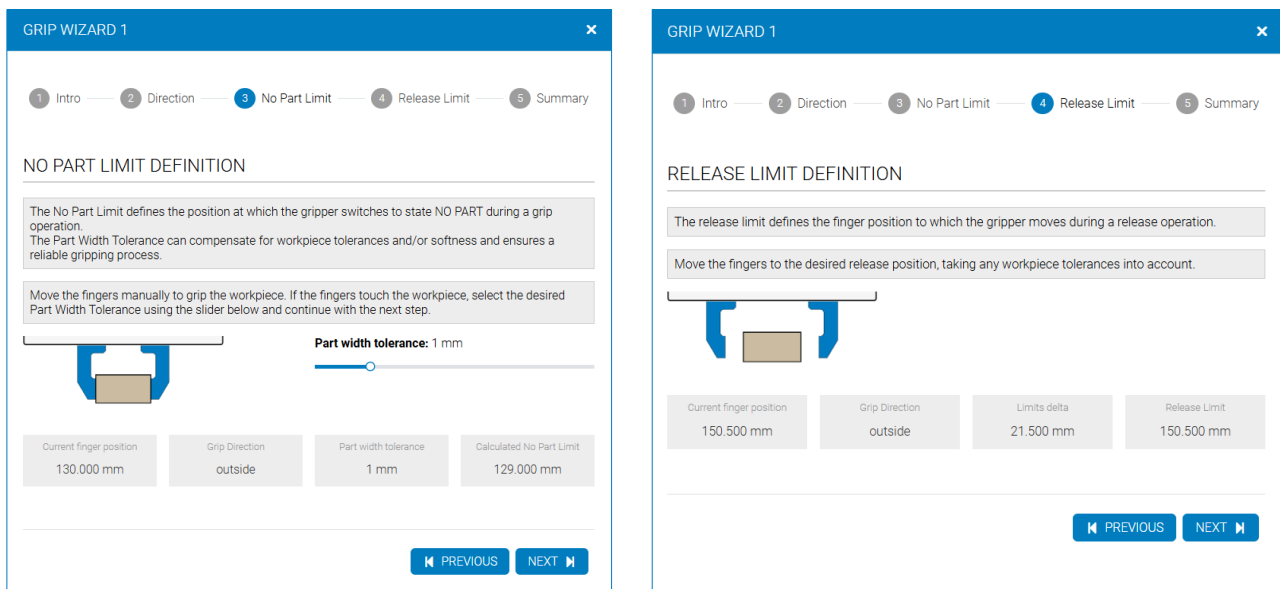 GRIP WIZARD 1
1 Intro 2 Direction 3 No Part Limit 4 Release Limit 5 Summary
NO PART LIMIT DEFINITION
The No Part Limit defines the position at which the gripper switches to state NO PART during a grip
operation.
The Part Width Tolerance can compensate for workpiece tolerances and/or softness and ensures a
reliable gripping process.
Move the fingers manually to grip the workpiece. If the fingers touch the workpiece, select the desired
Part Width Tolerance using the slider below and continue with the next step.
Part width tolerance: 1 mm
Current finger position Grip Direction Part width tolerance Calculated No Part Limit
130.000 mm outside 1 mm 129.000 mm
PREVIOUS NEXT
GRIP WIZARD 1
1 Intro 2 Direction 3 No Part Limit 4 Release Limit 5 Summary
RELEASE LIMIT DEFINITION
The release limit defines the finger position to which the gripper moves during a release operation.
Move the fingers to the desired release position, taking any workpiece tolerances into account.
Current finger position Grip Direction Limits delta Release Limit
150.500 mm outside 21.500 mm 150.500 mm
PREVIOUS NEXT